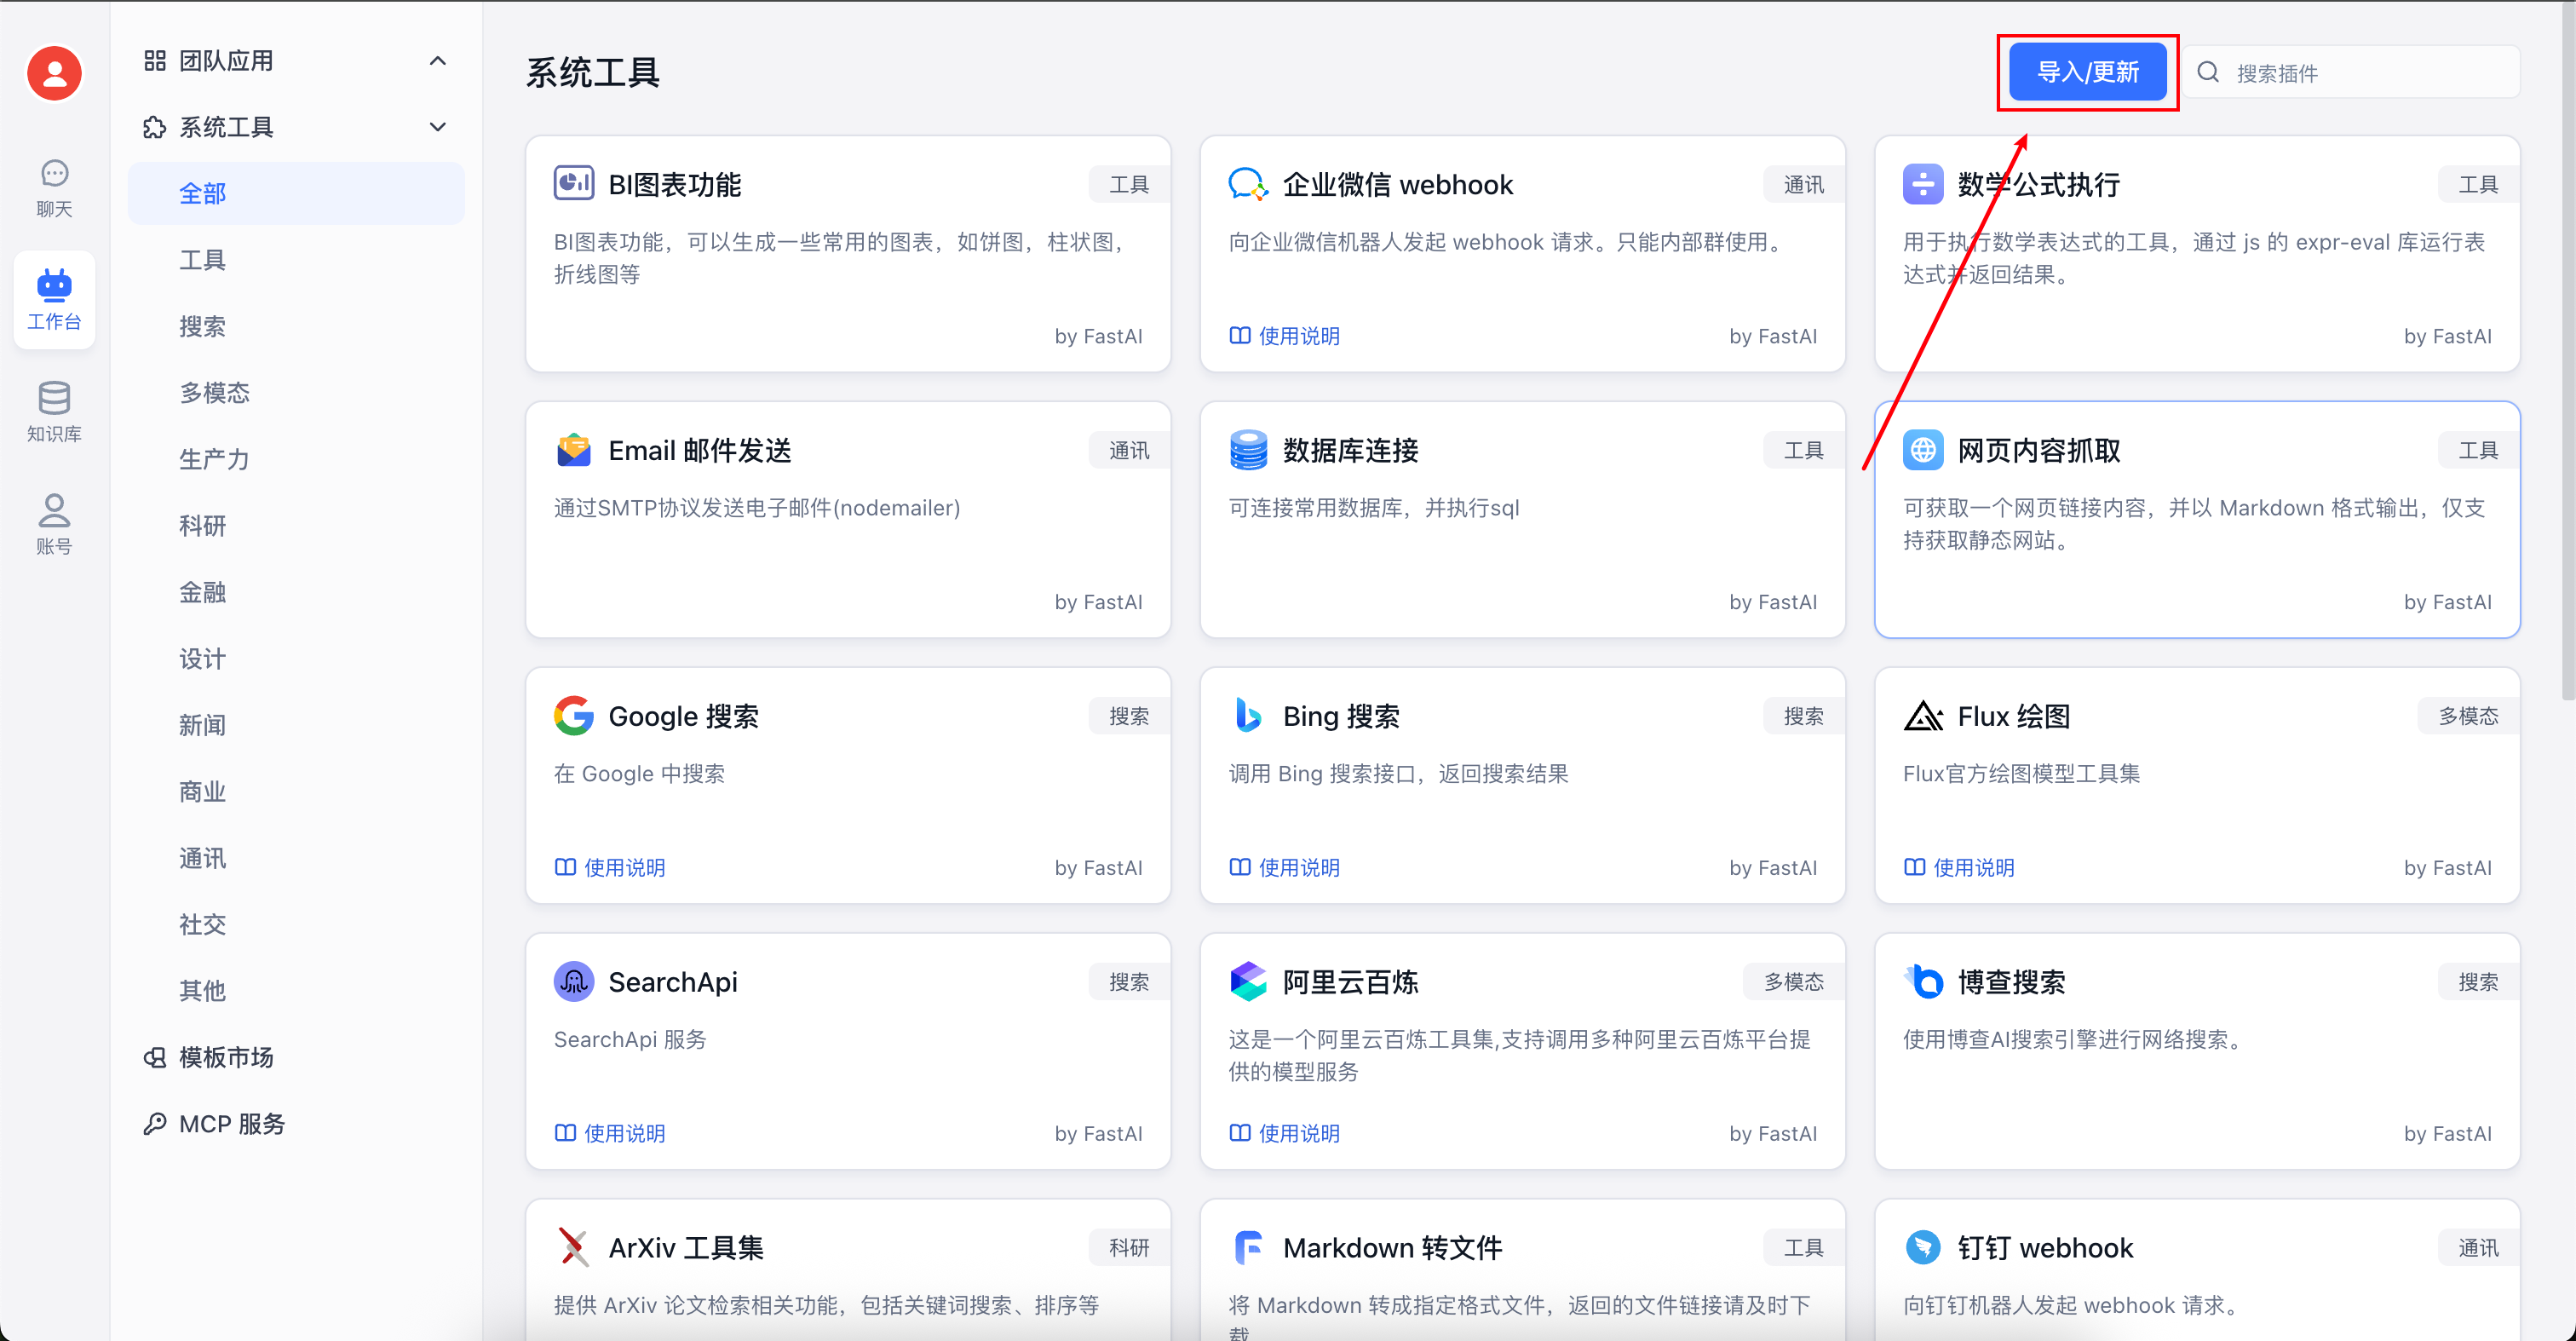 聊天
工作台
知识库
账号
团队应用
系统工具
全部
工具
搜索
多模态
生产力
科研
金融
设计
新闻
商业
通讯
社交
其他
模板市场
MCP 服务
系统工具
导入/更新
搜索插件
BI图表功能
工具
BI图表功能，可以生成一些常用的图表，如饼图，柱状图，
折线图等
by FastAI
企业微信 webhook
通讯
向企业微信机器人发起 webhook 请求。只能内部群使用。
使用说明
by FastAI
数学公式执行
工具
用于执行数学表达式的工具，通过 js 的 expr-eval 库运行表
达式并返回结果。
by FastAI
Email 邮件发送
通讯
通过SMTP协议发送电子邮件(nodemailer)
by FastAI
数据库连接
工具
可连接常用数据库，并执行sql
by FastAI
网页内容抓取
工具
可获取一个网页链接内容，并以 Markdown 格式输出，仅支
持获取静态网站。
by FastAI
Google 搜索
搜索
在 Google 中搜索
使用说明
by FastAI
Bing 搜索
搜索
调用 Bing 搜索接口，返回搜索结果
使用说明
by FastAI
Flux 绘图
多模态
Flux官方绘图模型工具集
使用说明
by FastAI
SearchApi
搜索
SearchApi 服务
使用说明
by FastAI
阿里云百炼
多模态
这是一个阿里云百炼工具集,支持调用多种阿里云百炼平台提
供的模型服务
使用说明
by FastAI
博查搜索
搜索
使用博查AI搜索引擎进行网络搜索。
by FastAI
ArXiv 工具集
科研
提供 ArXiv 论文检索相关功能，包括关键词搜索、排序等
Markdown 转文件
工具
将 Markdown 转成指定格式文件，返回的文件链接请及时下
载
钉钉 webhook
通讯
向钉钉机器人发起 webhook 请求。